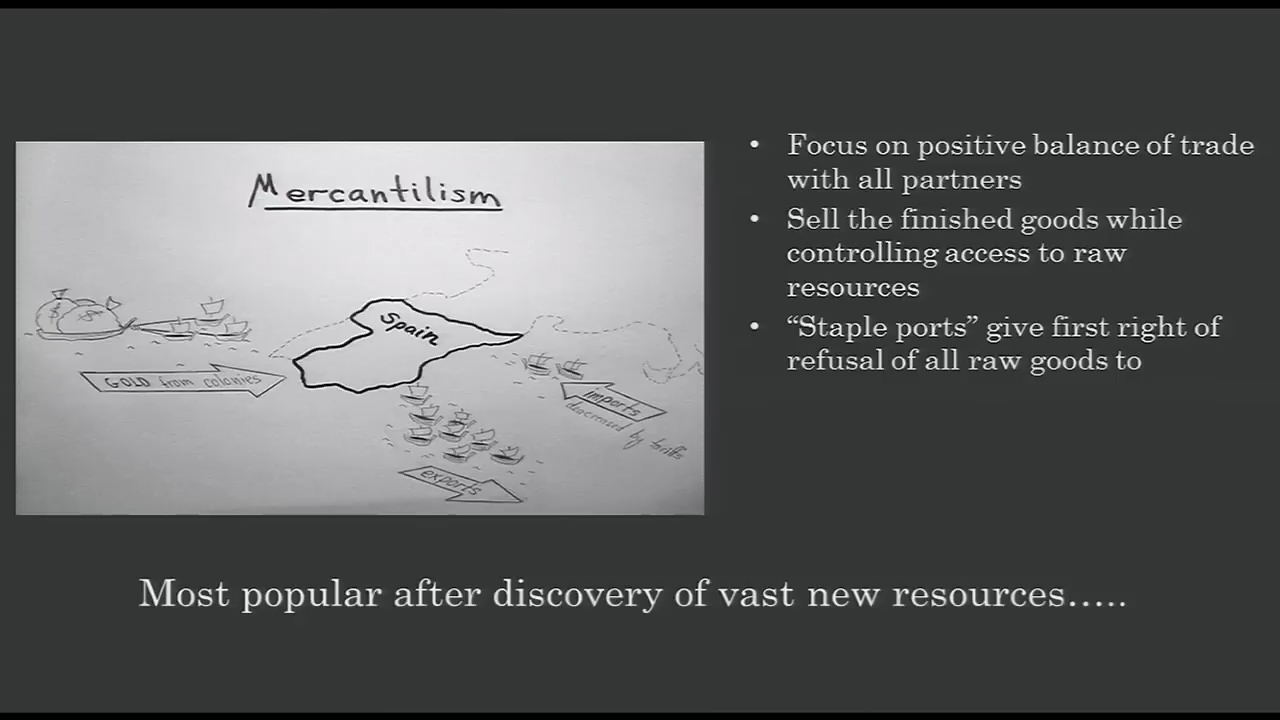 Mercantilism
Spain
GOLD from colonies
imports
decreased by tariffs
exports
• Focus on positive balance of trade
with all partners
• Sell the finished goods while
controlling access to raw
resources
• “Staple ports” give first right of
refusal of all raw goods to
Most popular after discovery of vast new resources…..